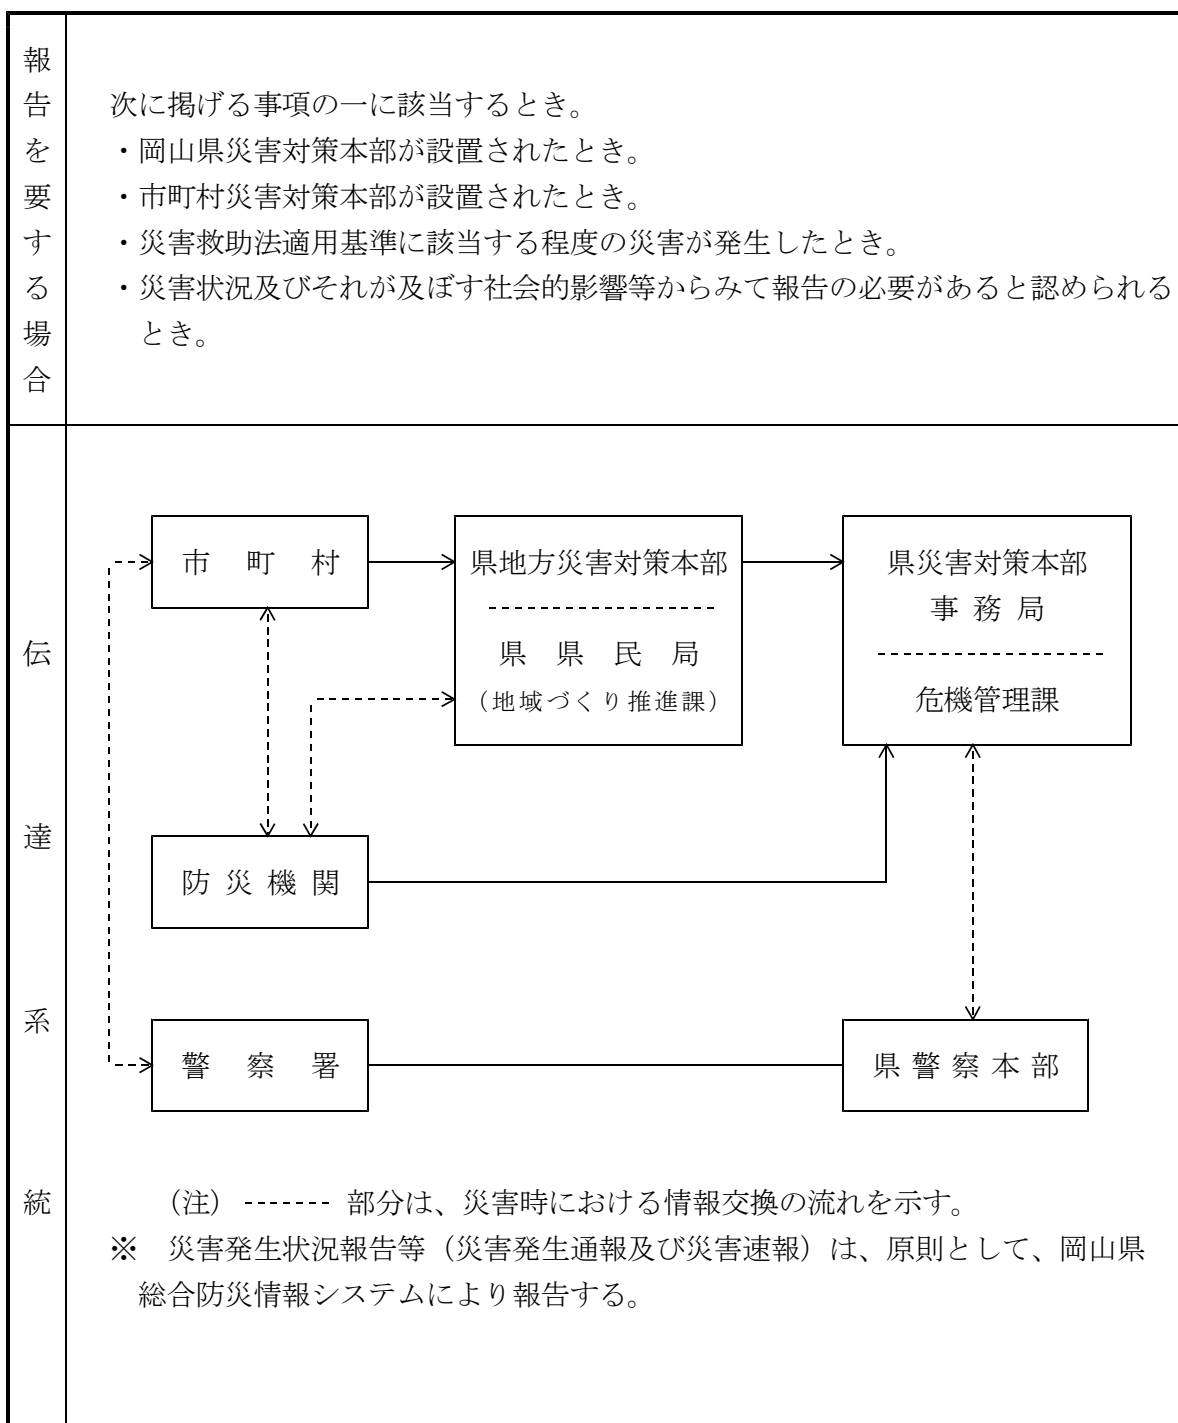 報告を要する場合
次に掲げる事項の一に該当するとき。
・岡山県災害対策本部が設置されたとき。
・市町村災害対策本部が設置されたとき。
・災害救助法適用基準に該当する程度の災害が発生したとき。
・災害状況及びそれが及ぼす社会的影響等からみて報告の必要があると認められる
とき。
伝達系統
市町村
県地方災害対策本部
県県民局
（地域づくり推進課）
県災害対策本部
事務局
危機管理課
防災機関
警察署
県警察本部
（注）------- 部分は、災害時における情報交換の流れを示す。
※　災害発生状況報告等（災害発生通報及び災害速報）は、原則として、岡山県
総合防災情報システムにより報告する。